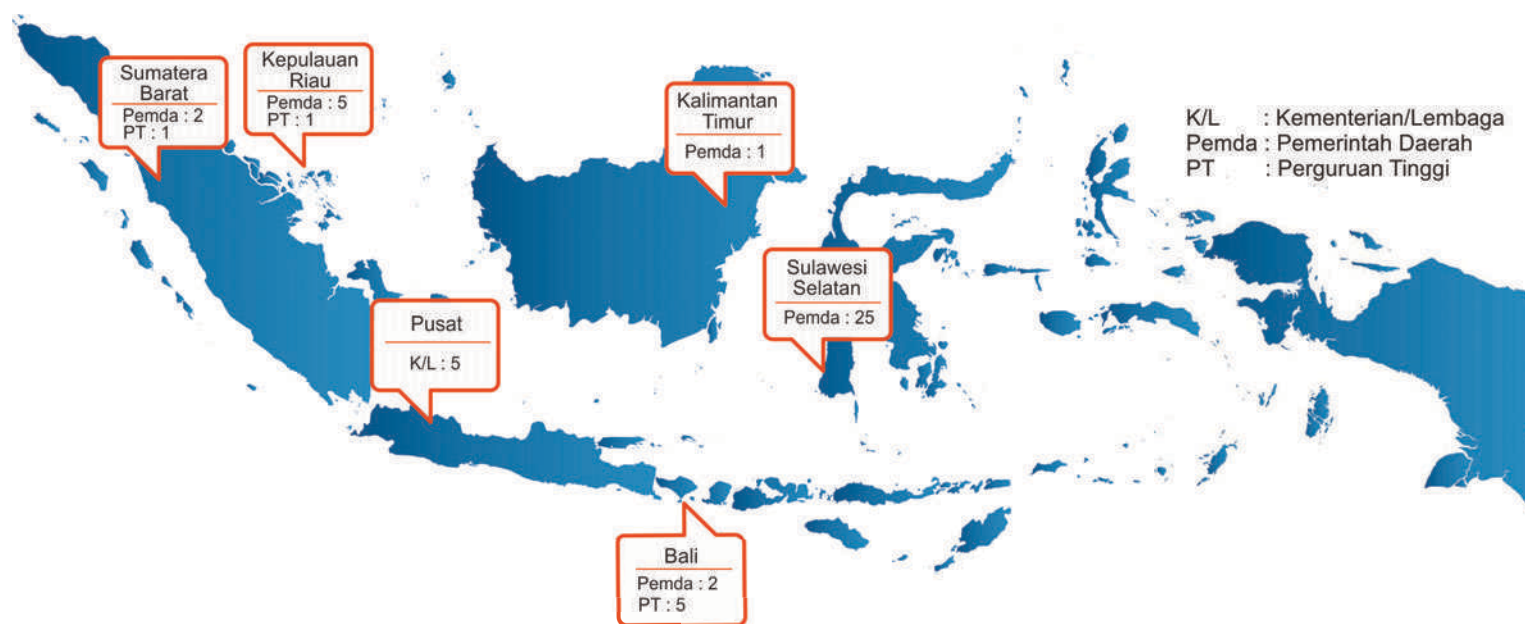 Sumatera
Barat
Pemda : 2
PT : 1
Kepulauan
Riau
Pemda : 5
PT : 1
Kalimantan
Timur
Pemda : 1
K/L : Kementerian/Lembaga
Pemda : Pemerintah Daerah
PT : Perguruan Tinggi
Sulawesi
Selatan
Pemda : 25
Pusat
K/L : 5
Bali
Pemda : 2
PT : 5